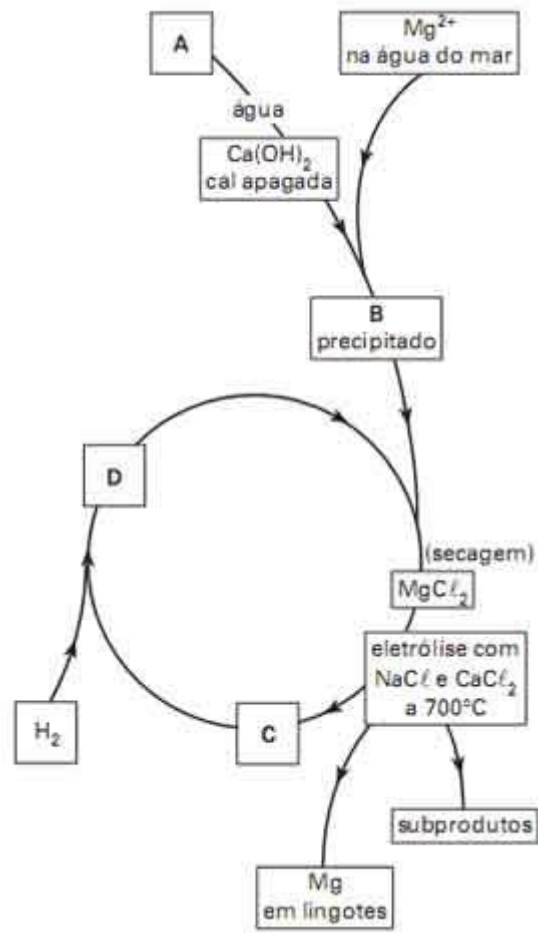 A
Mg²⁺
na água do mar
água
Ca(OH)₂
cal apagada
B
precipitado
D
(secagem)
MgCℓ₂
eletrólise com
NaCℓ e CaCℓ₂
a 700°C
H₂
C
subprodutos
Mg
em lingotes